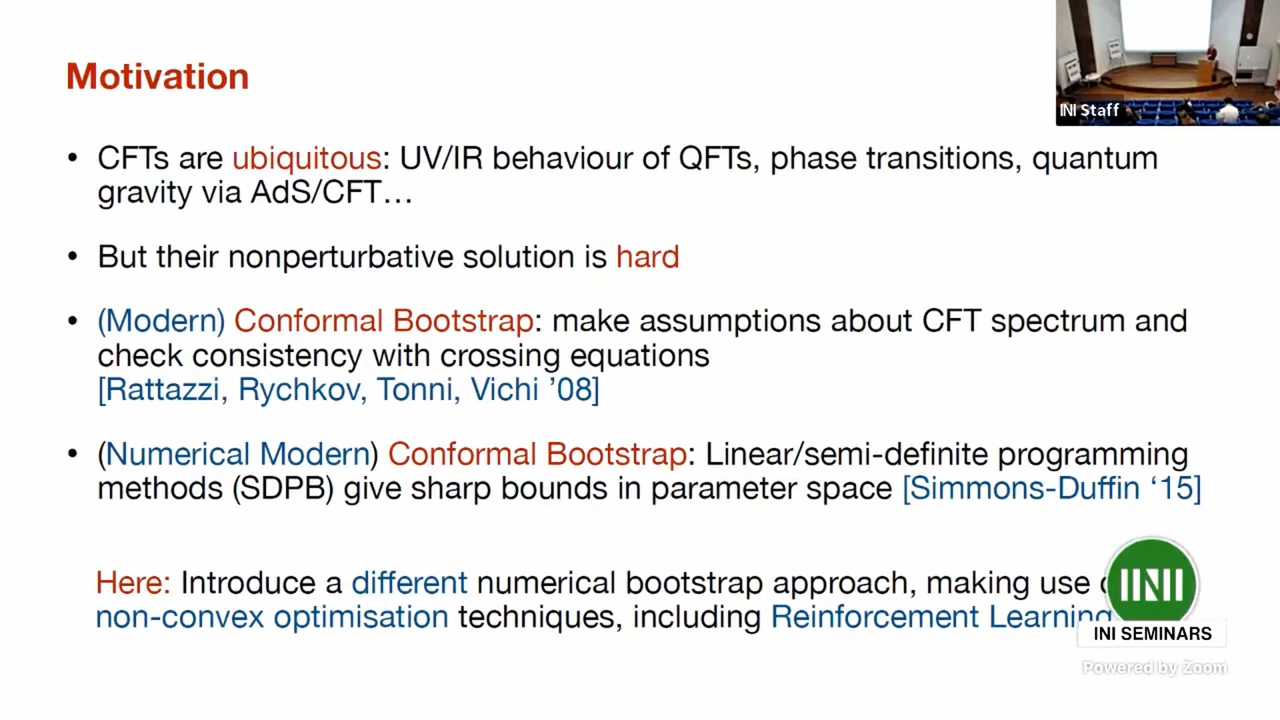 Motivation
INI Staff
• CFTs are ubiquitous: UV/IR behaviour of QFTs, phase transitions, quantum
gravity via AdS/CFT…
• But their nonperturbative solution is hard
• (Modern) Conformal Bootstrap: make assumptions about CFT spectrum and
check consistency with crossing equations
[Rattazzi, Rychkov, Tonni, Vichi ’08]
• (Numerical Modern) Conformal Bootstrap: Linear/semi-definite programming
methods (SDPB) give sharp bounds in parameter space [Simmons-Duffin ‘15]
Here: Introduce a different numerical bootstrap approach, making use
non-convex optimisation techniques, including Reinforcement Learning
INI
INI SEMINARS
Powered by Zoom